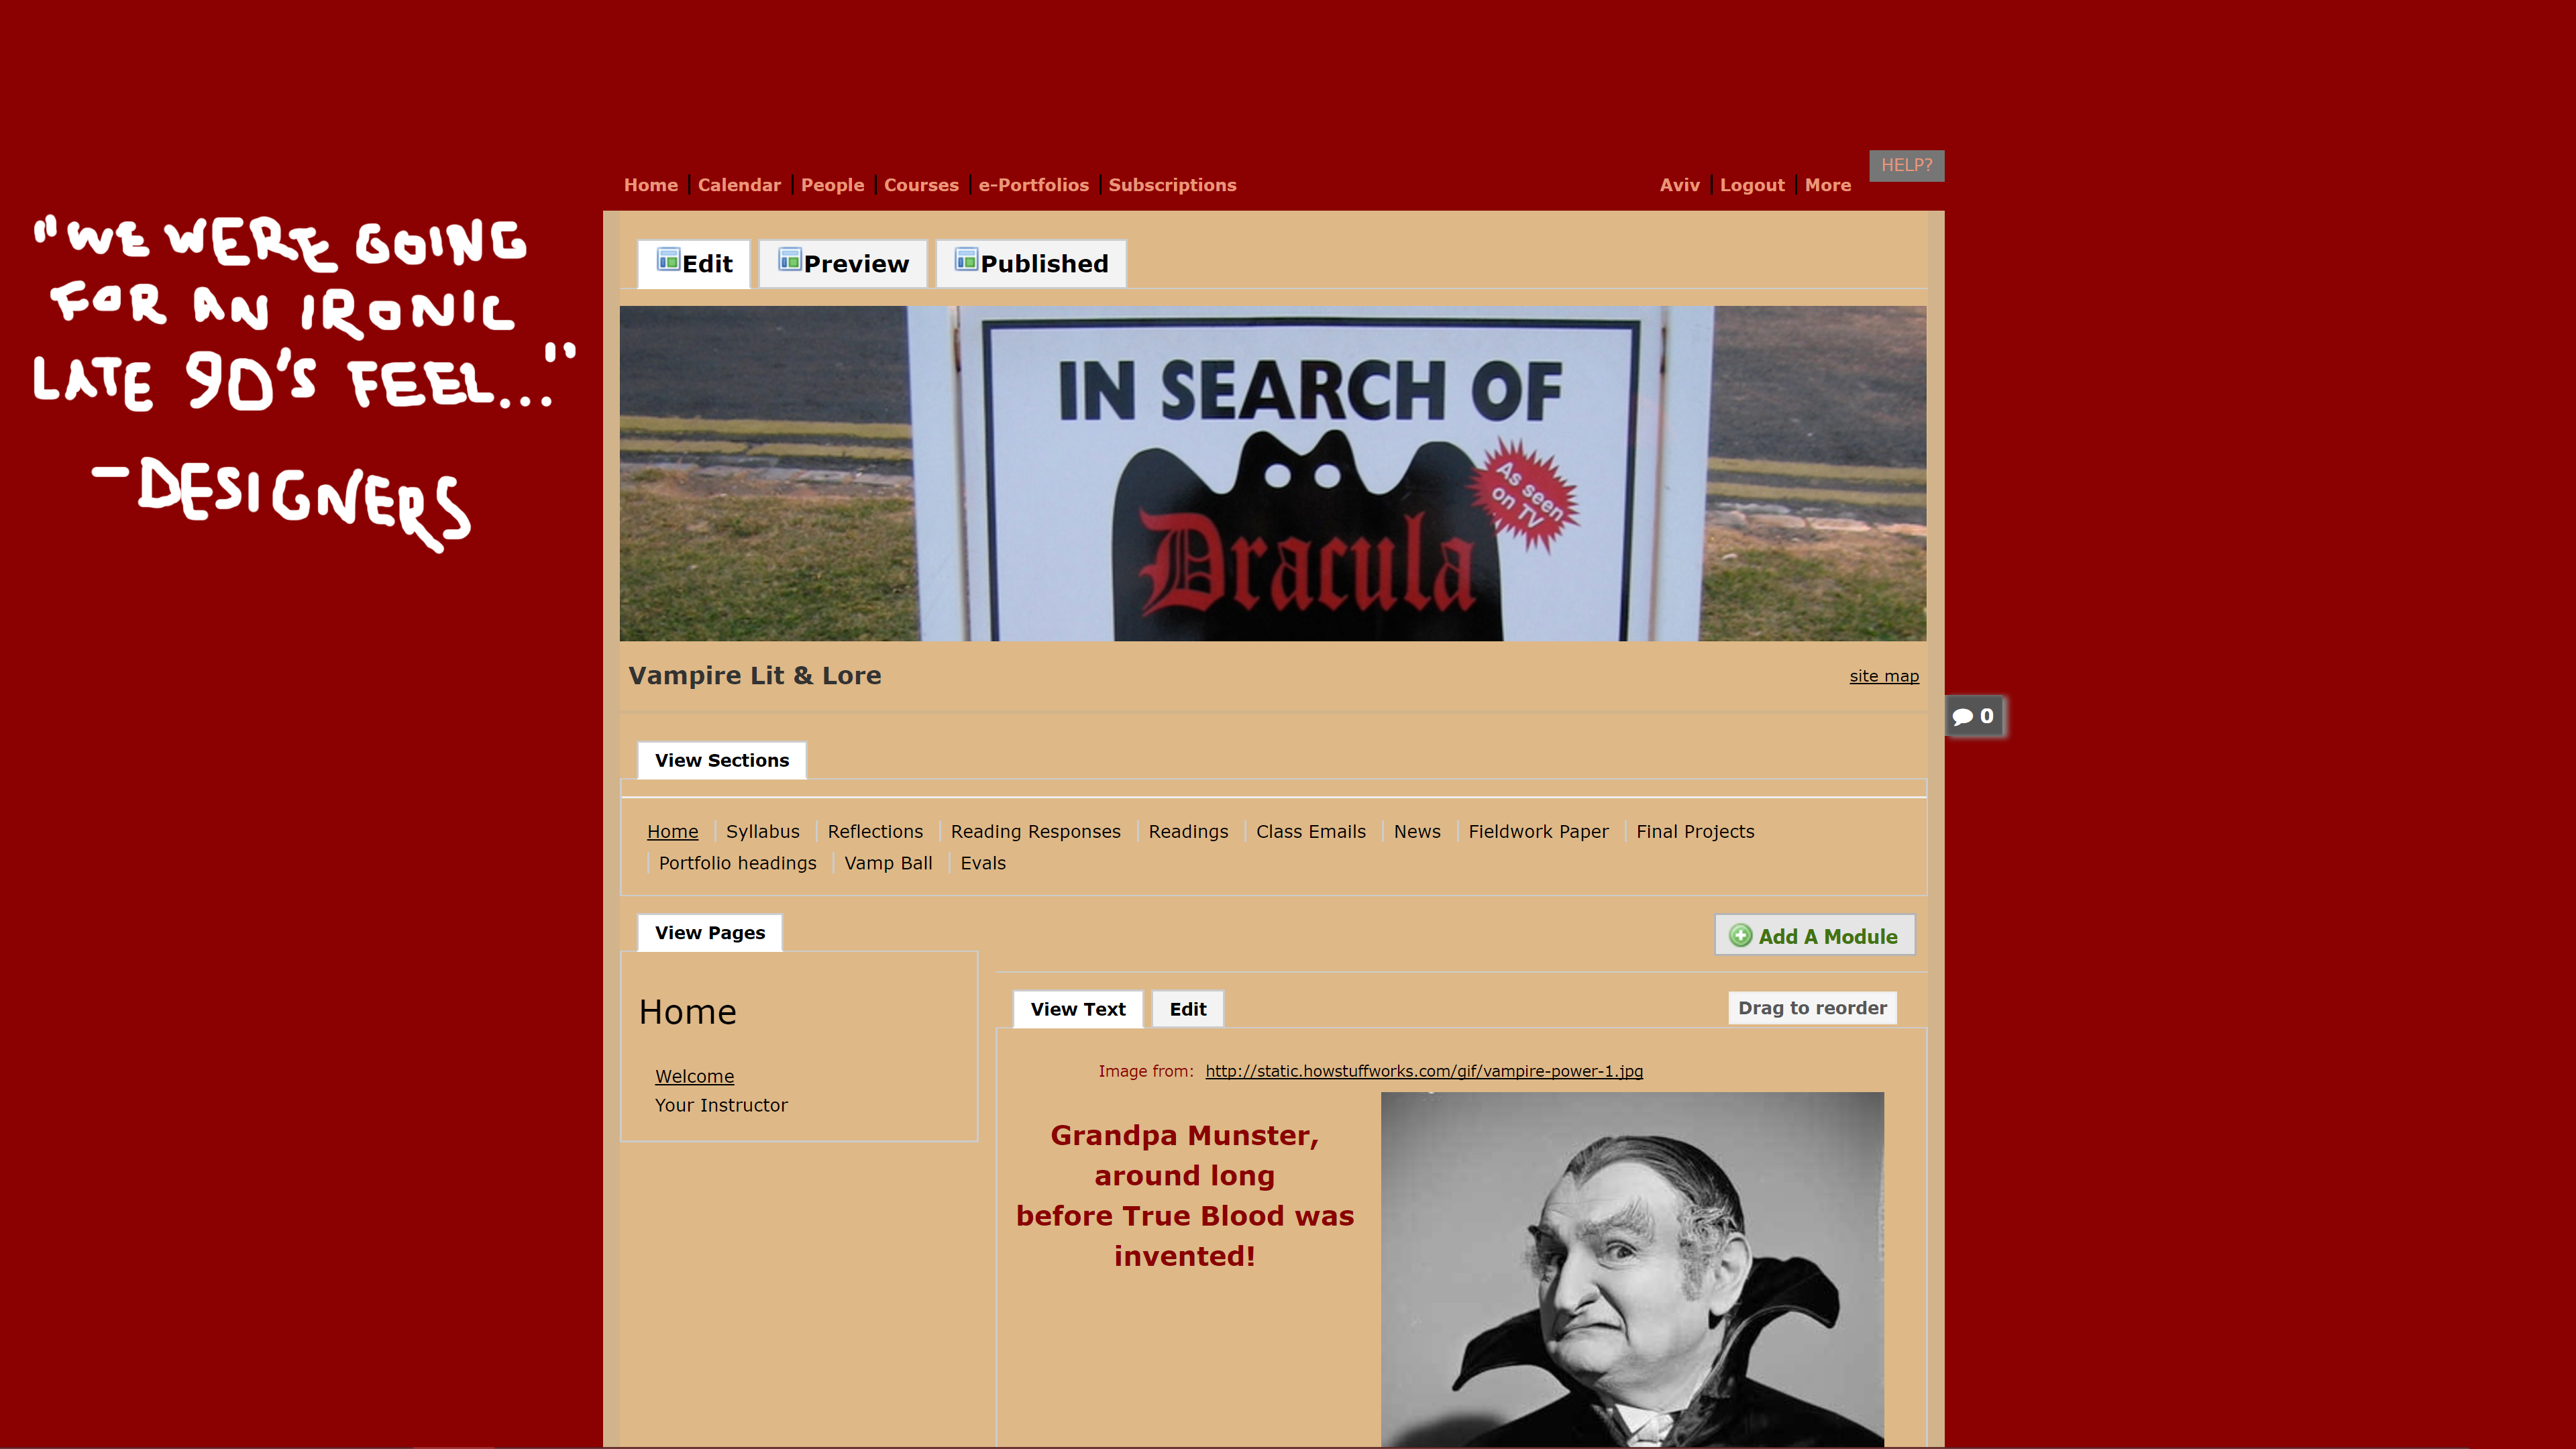 HELP?
Home | Calendar | People | Courses | e-Portfolios | Subscriptions
Aviv | Logout | More
"WE WERE GOING
FOR AN IRONIC
LATE 90'S FEEL..."
-DESIGNERS
Edit Preview Published
IN SEARCH OF
Dracula
As seen
on TV
Vampire Lit & Lore
site map
0
View Sections
Home | Syllabus | Reflections | Reading Responses | Readings | Class Emails | News | Fieldwork Paper | Final Projects
| Portfolio headings | Vamp Ball | Evals
View Pages
Add A Module
Home
Welcome
Your Instructor
View Text Edit
Drag to reorder
Image from: http://static.howstuffworks.com/gif/vampire-power-1.jpg
Grandpa Munster,
around long
before True Blood was
invented!